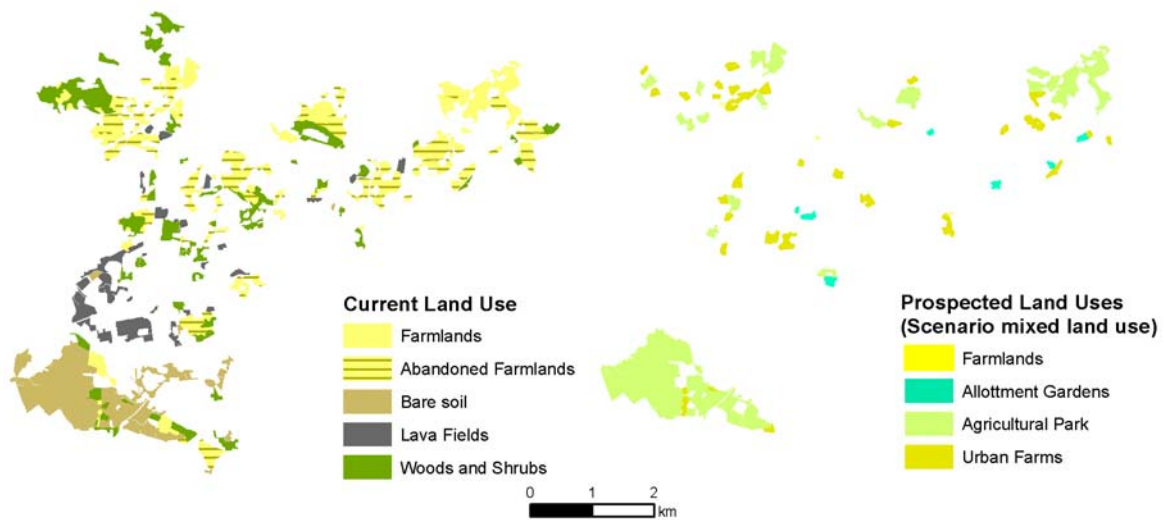 Current Land Use
Farmlands
Abandoned Farmlands
Bare soil
Lava Fields
Woods and Shrubs
Prospected Land Uses
(Scenario mixed land use)
Farmlands
Allottment Gardens
Agricultural Park
Urban Farms
0 1 2
km